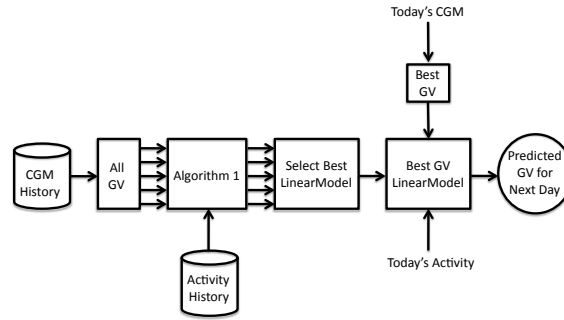 Today's CGM
Best
GV
CGM
History
All
GV
Algorithm 1
Select Best
LinearModel
Best GV
LinearModel
Predicted
GV for
Next Day
Activity
History
Today's Activity